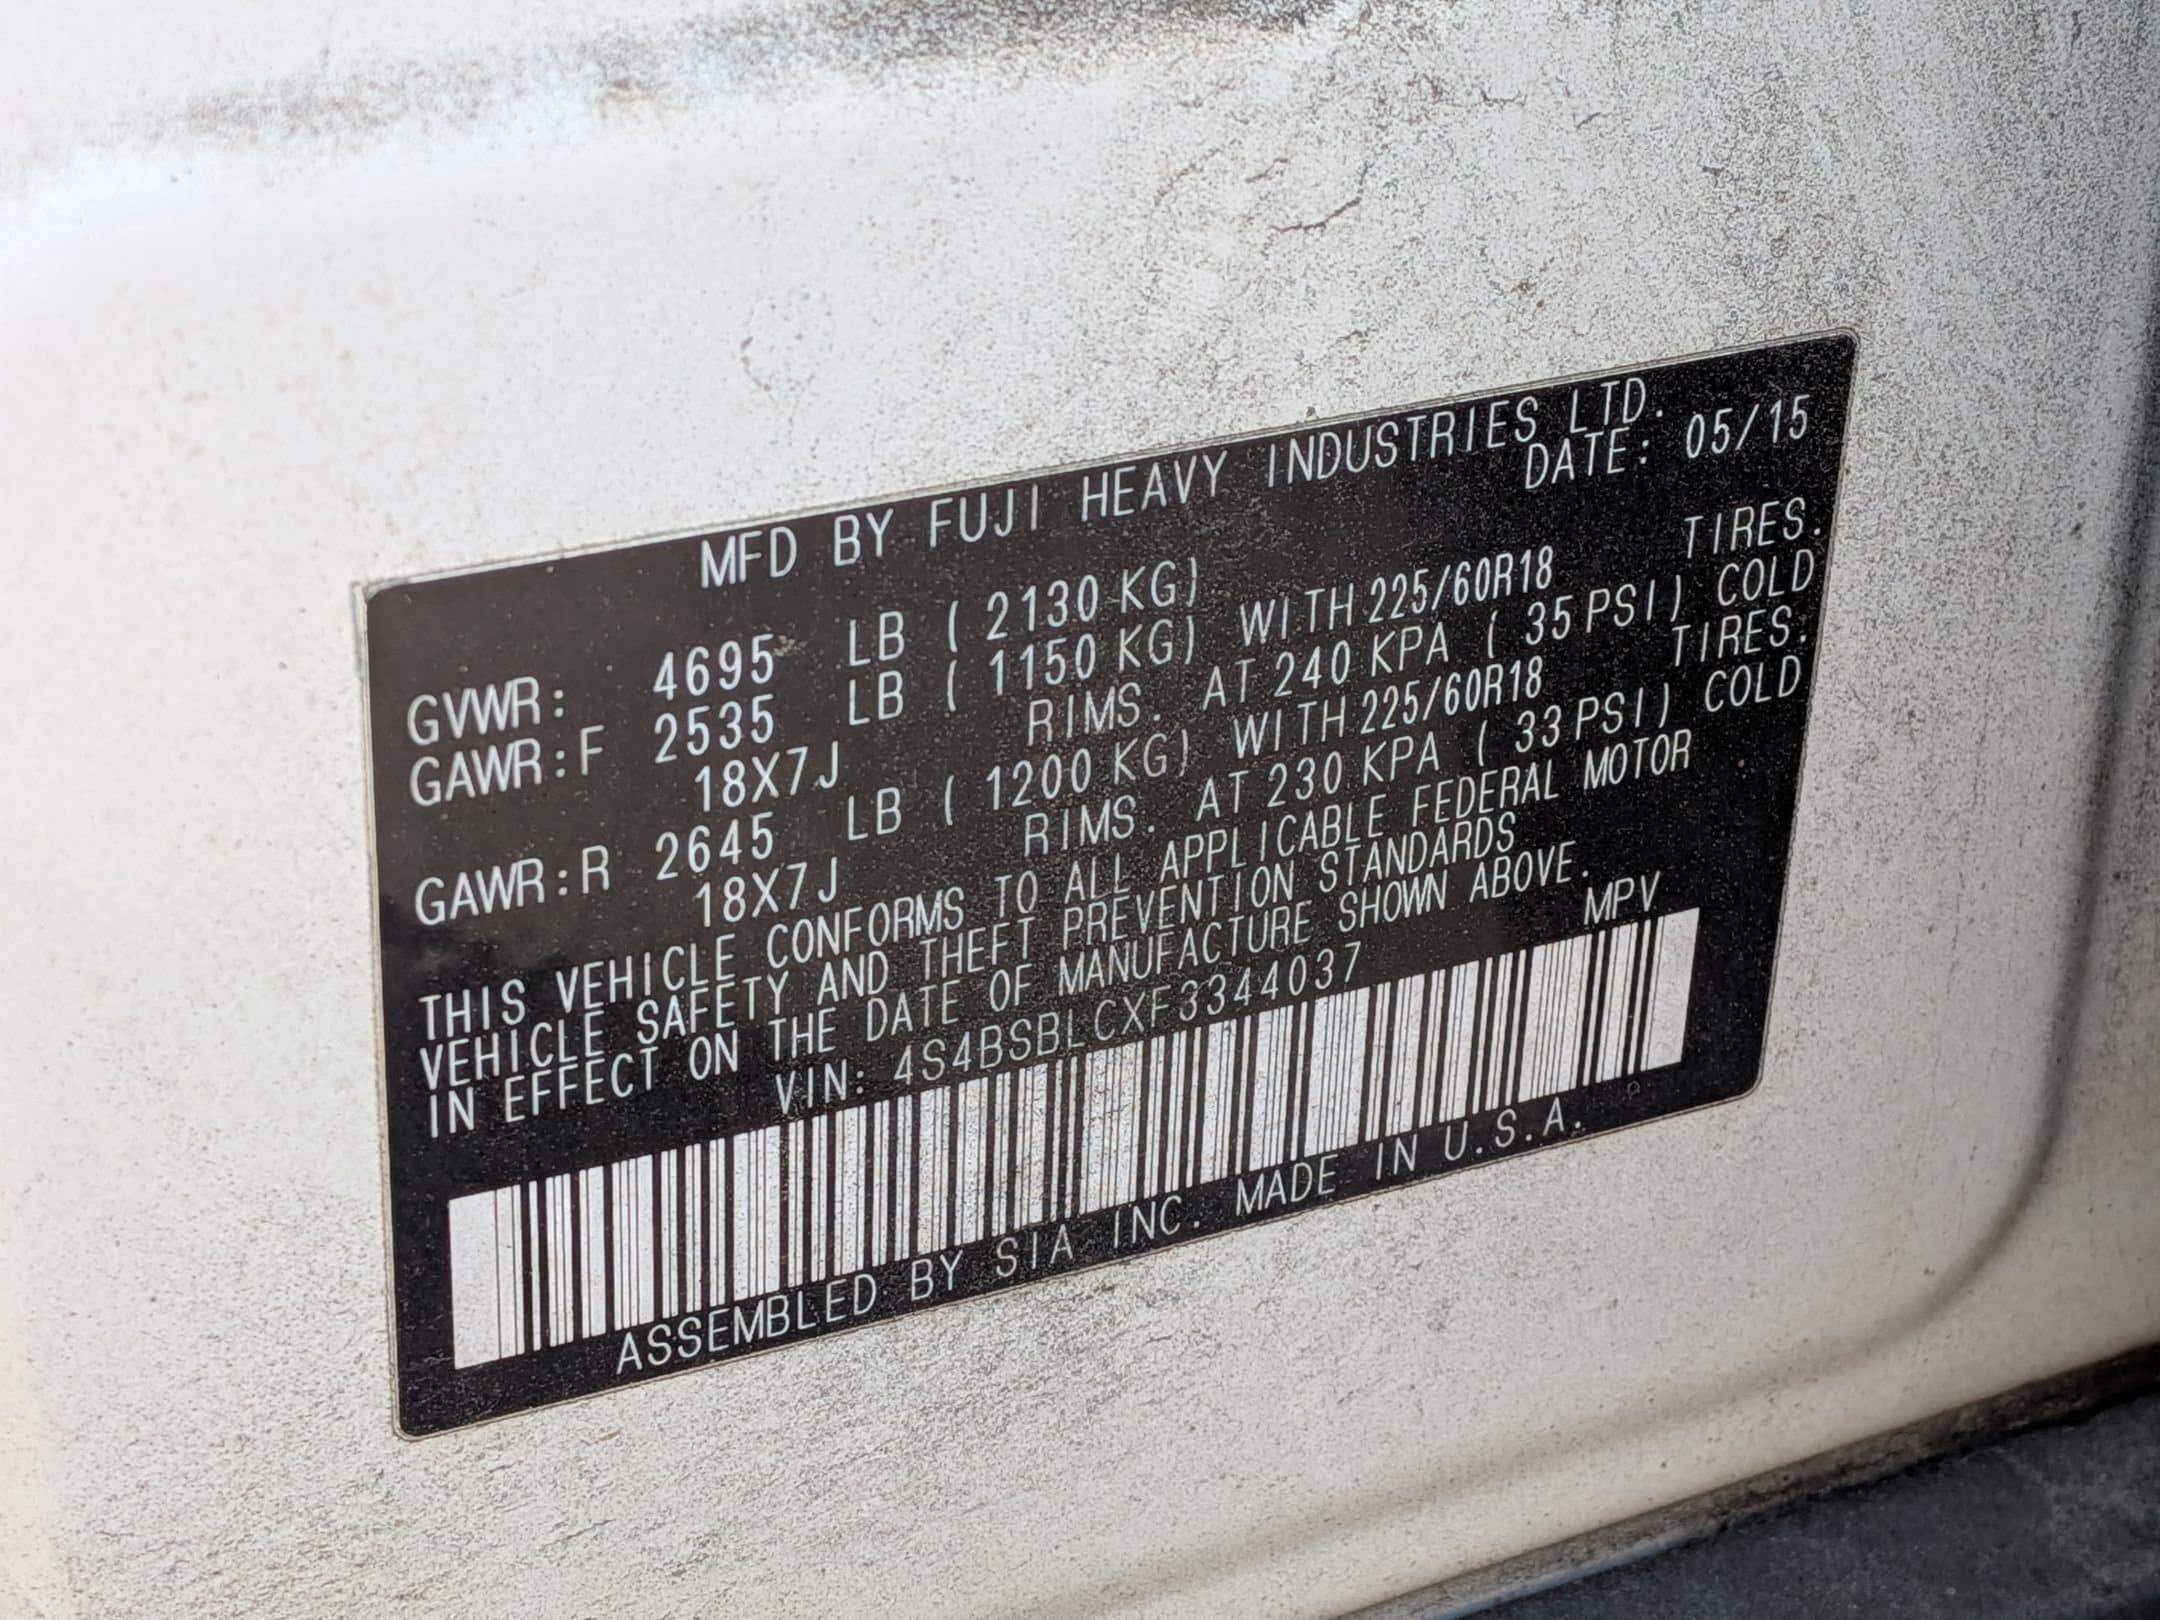 MFD BY FUJI HEAVY INDUSTRIES LTD.
DATE: 05/15
GVWR: 4695 LB ( 2130 KG)
GAWR:F 2535 LB ( 1150 KG) WITH 225/60R18 TIRES.
18X7J RIMS. AT 240 KPA ( 35 PSI) COLD
GAWR:R 2645 LB ( 1200 KG) WITH 225/60R18 TIRES.
18X7J RIMS. AT 230 KPA ( 33 PSI) COLD
THIS VEHICLE CONFORMS TO ALL APPLICABLE FEDERAL MOTOR
VEHICLE SAFETY AND THEFT PREVENTION STANDARDS
IN EFFECT ON THE DATE OF MANUFACTURE SHOWN ABOVE.
VIN: 4S4BSBLCXF3344037 MPV
ASSEMBLED BY SIA INC. MADE IN U.S.A.